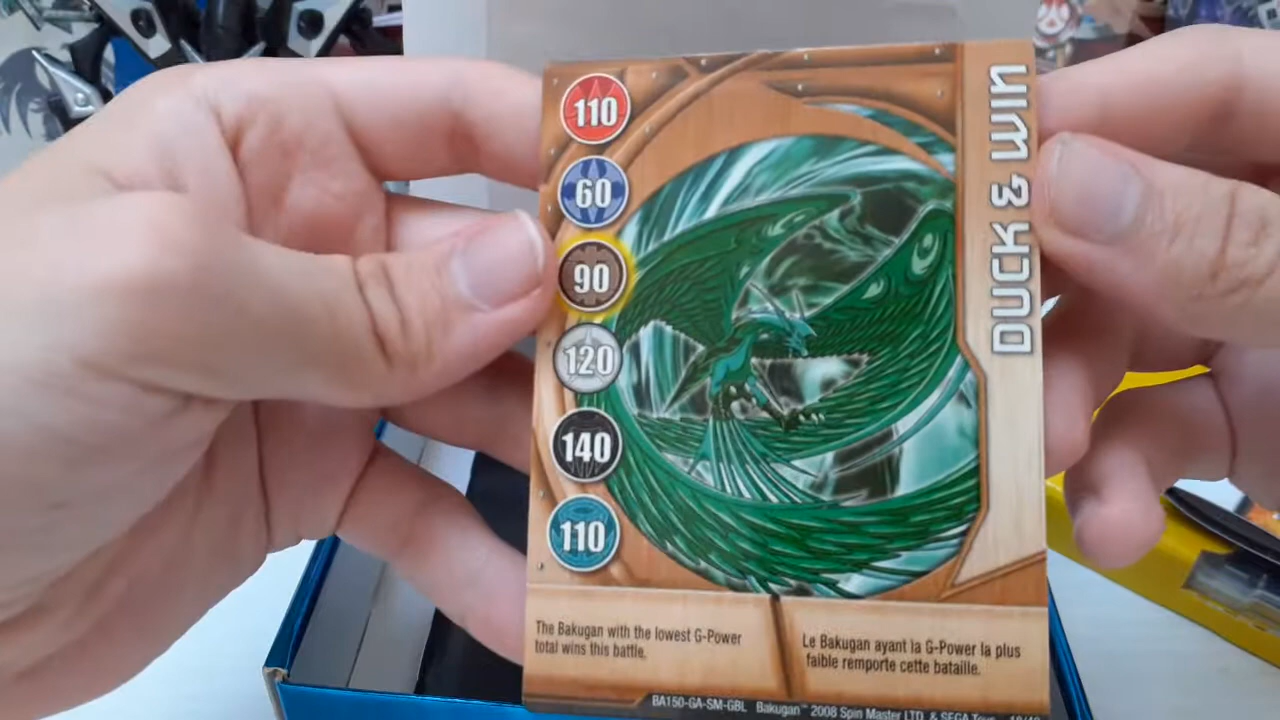 110
60
90
120
140
110
DUCK & WIN
The Bakugan with the lowest G-Power
total wins this battle.
Le Bakugan ayant la G-Power la plus
faible remporte cette bataille.
BA150-GA-SM-GBL Bakugan™ 2008 Spin Master LTD. & SEGA Toys